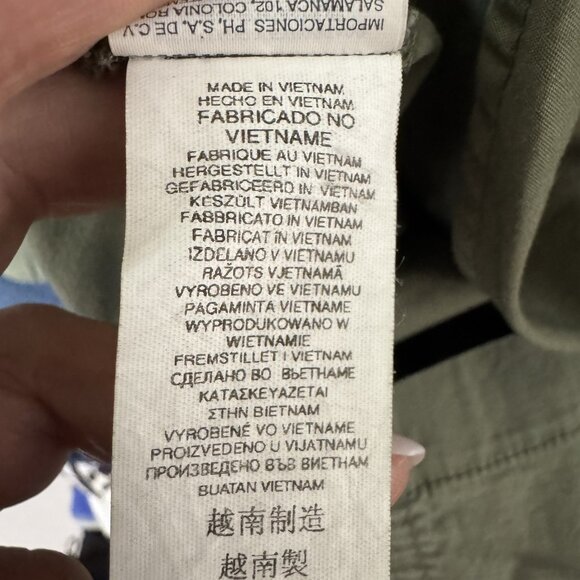 SALAMANCA 102, COLONIA RO
IMPORTACIONES PH, S.A. DE C.V
MADE IN VIETNAM
HECHO EN VIETNAM
FABRICADO NO
VIETNAME
FABRIQUE AU VIETNAM
HERGESTELLT IN VIETNAM
GEFABRICEERD IN VIETNAM
KESZÜLT VIETNAMBAN
FABBRICATO IN VIETNAM
FABRICAT IN VIETNAM
IZDELANO V VIETNAMU
RAŽOTS VJETNAMĀ
VYROBENO VE VIETNAMU
PAGAMINTA VIETNAME
WYPRODUKOWANO W
WIETNAMIE
FREMSTILLET I VIETNAM
СДЕЛАНО ВО ВЬЕТНАМЕ
ΚΑΤΑΣΚΕΥΑΖΕΤΑΙ
ΣΤΗΝ ΒΙΕΤΝΑΜ
VYROBENÉ VO VIETNAME
PROIZVEDENO U VIJATNAMU
ПРОИЗВЕДЕНО ВЪВ ВИЕТНАМ
BUATAN VIETNAM
越南制造
越南製